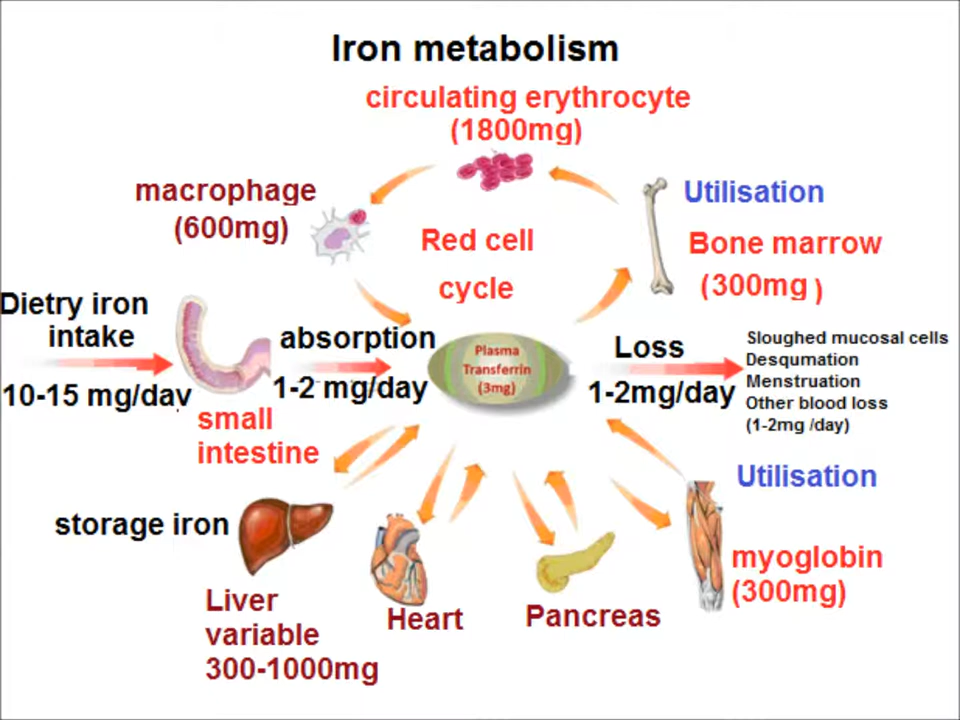 Iron metabolism
circulating erythrocyte
(1800mg)
macrophage
(600mg)
Utilisation
Red cell
cycle
Bone marrow
(300mg )
Dietry iron
intake
10-15 mg/day
small
intestine
absorption
1-2 mg/day
Plasma
Transferrin
(3mg)
Loss
1-2mg/day
Sloughed mucosal cells
Desqumation
Menstruation
Other blood loss
(1-2mg /day)
storage iron
Liver
variable
300-1000mg
Heart
Pancreas
Utilisation
myoglobin
(300mg)